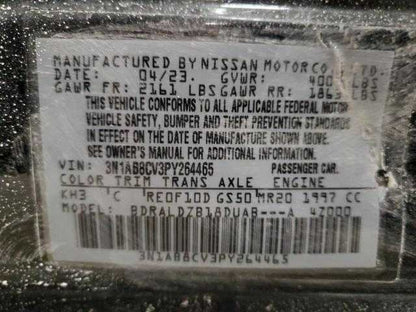 MANUFACTURED BY NISSAN MOTOR CO. LTD.
DATE: 04/23. GVWR: 400 LBS
GAWR FR: 2161 LBS GAWR RR: 1863 LBS
THIS VEHICLE CONFORMS TO ALL APPLICABLE FEDERAL MOTOR
VEHICLE SAFETY, BUMPER AND THEFT PREVENTION STANDARDS
IN EFFECT ON THE DATE OF MANUFACTURE SHOWN ABOVE.
SEE OWNER'S MANUAL FOR ADDITIONAL INFORMATION.
VIN: 3N1AB8CV3PY264465 PASSENGER CAR.
COLOR TRIM TRANS AXLE ENGINE
KH3 C RE0F10D GS50 MR20 1997 CC
MODEL: BDRALDZB18DUAB---A 47000
3N1AB8CV3PY264465